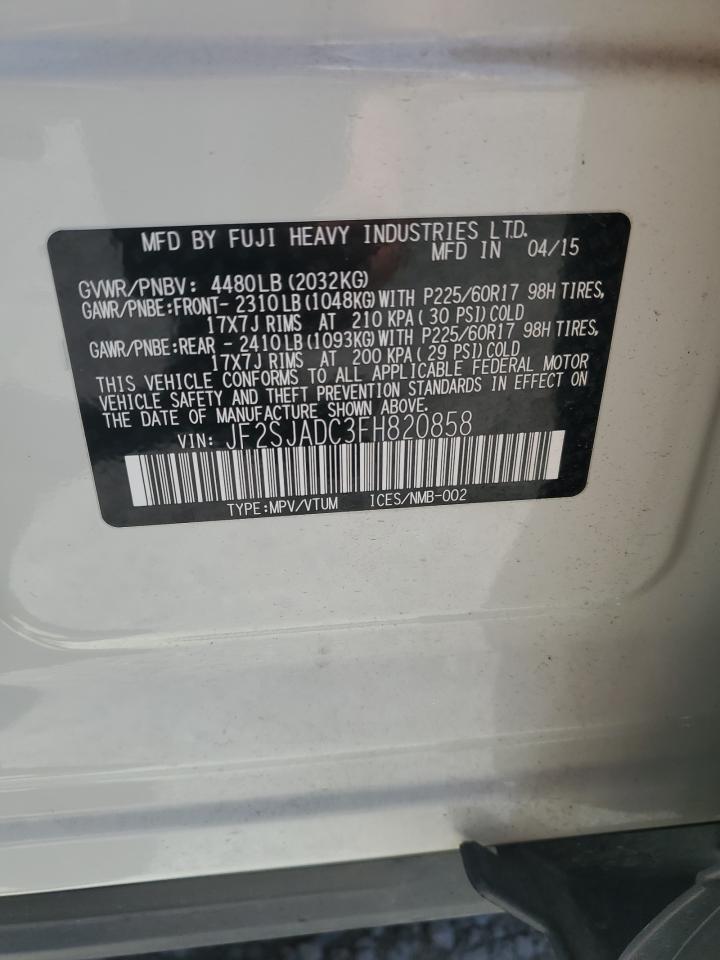 MFD BY FUJI HEAVY INDUSTRIES LTD.
MFD IN 04/15
GVWR/PNBV: 4480LB (2032KG)
GAWR/PNBE:FRONT- 2310LB (1048KG) WITH P225/60R17 98H TIRES,
17X7J RIMS AT 210 KPA ( 30 PSI) COLD
GAWR/PNBE:REAR - 2410LB (1093KG) WITH P225/60R17 98H TIRES,
17X7J RIMS AT 200 KPA ( 29 PSI) COLD
THIS VEHICLE CONFORMS TO ALL APPLICABLE FEDERAL MOTOR
VEHICLE SAFETY AND THEFT PREVENTION STANDARDS IN EFFECT ON
THE DATE OF MANUFACTURE SHOWN ABOVE.
VIN: JF2SJADC3FH820858
TYPE:MPV/VTUM ICES/NMB-002